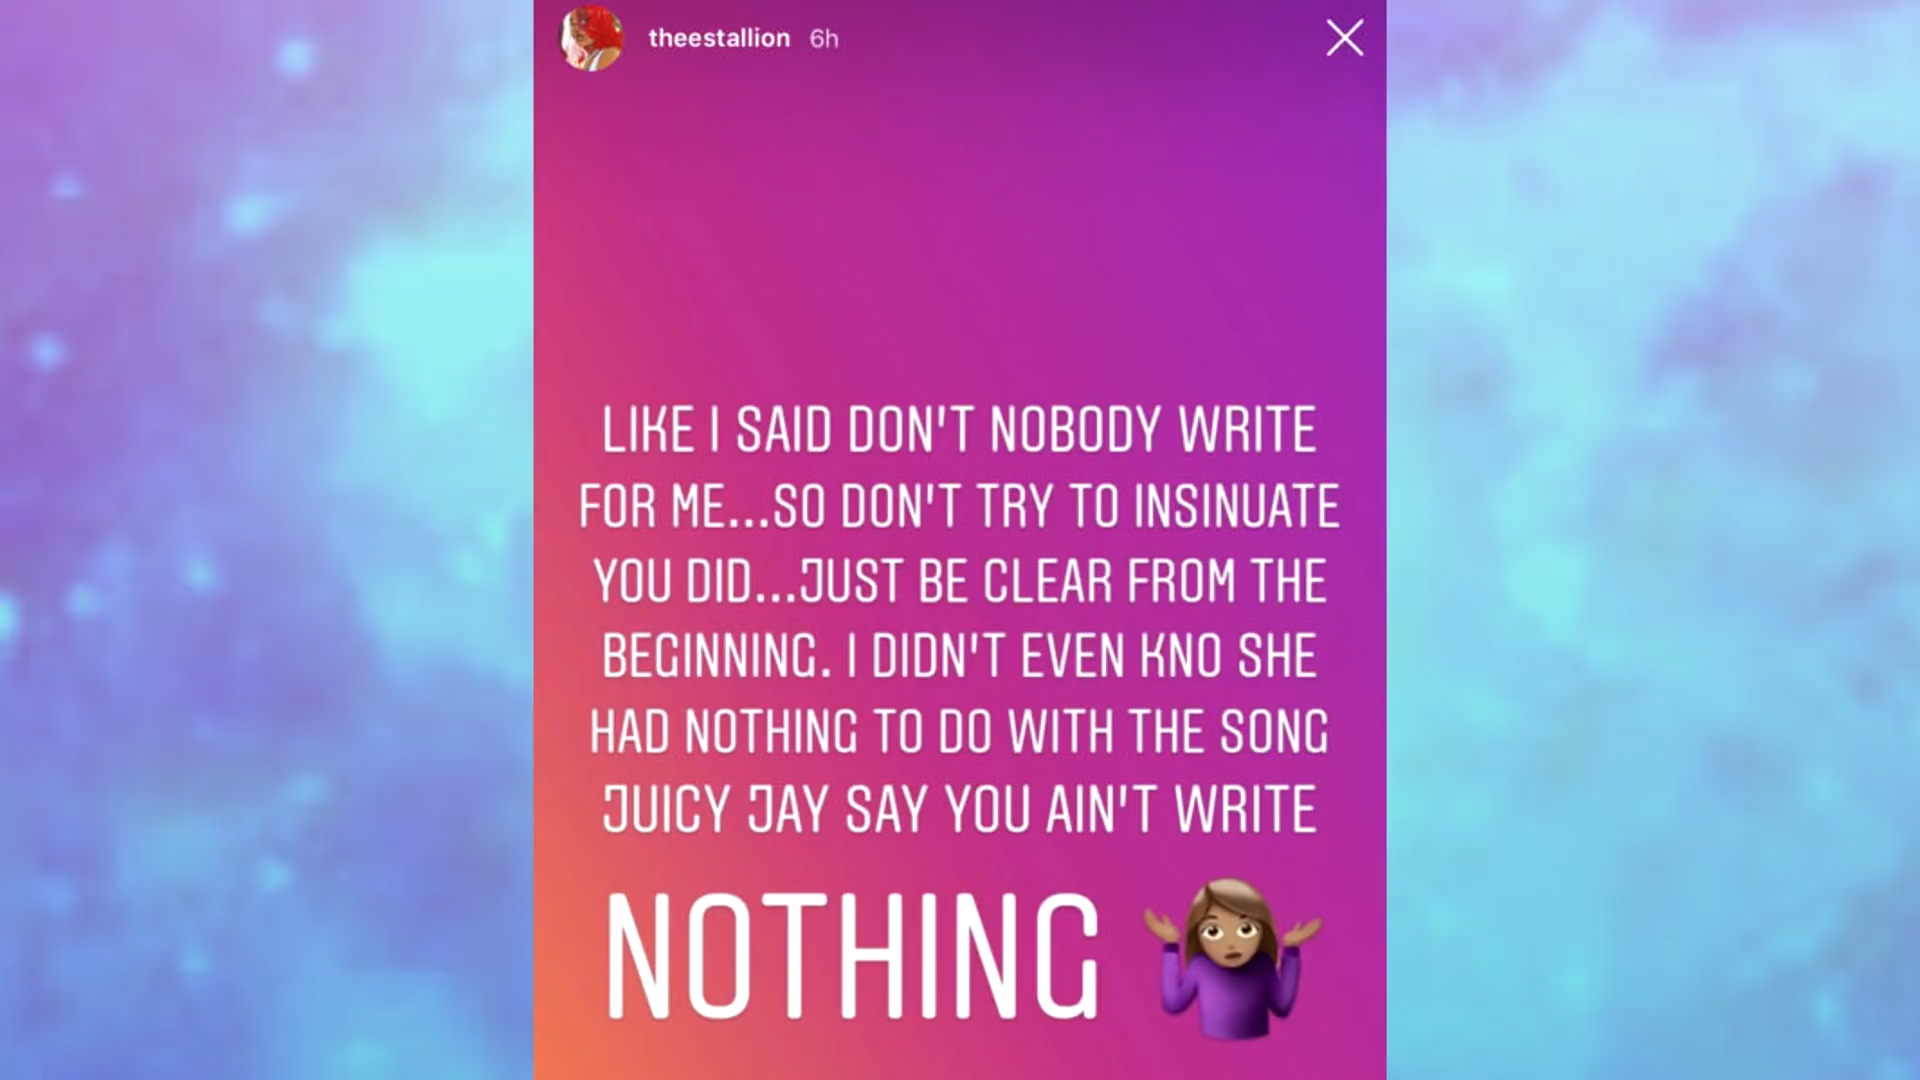 theestallion 6h
LIKE I SAID DON'T NOBODY WRITE
FOR ME...SO DON'T TRY TO INSINUATE
YOU DID...JUST BE CLEAR FROM THE
BEGINNING. I DIDN'T EVEN KNO SHE
HAD NOTHING TO DO WITH THE SONG
JUICY JAY SAY YOU AIN'T WRITE
NOTHING 🤷🏽‍♀️